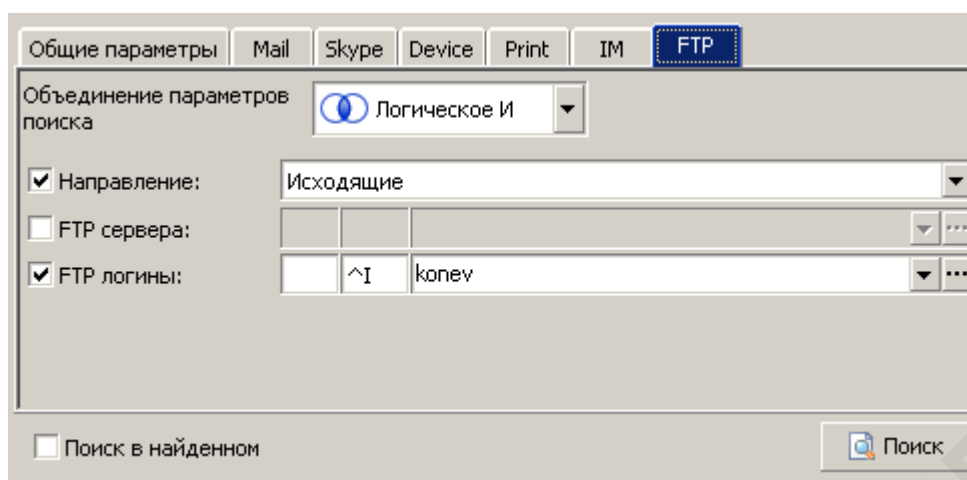 Общие параметры Mail Skype Device Print IM FTP
Объединение параметров
поиска
Логическое И
Направление: Исходящие
FTP сервера: ...
FTP логины: ^I konev ...
Поиск в найденном Поиск